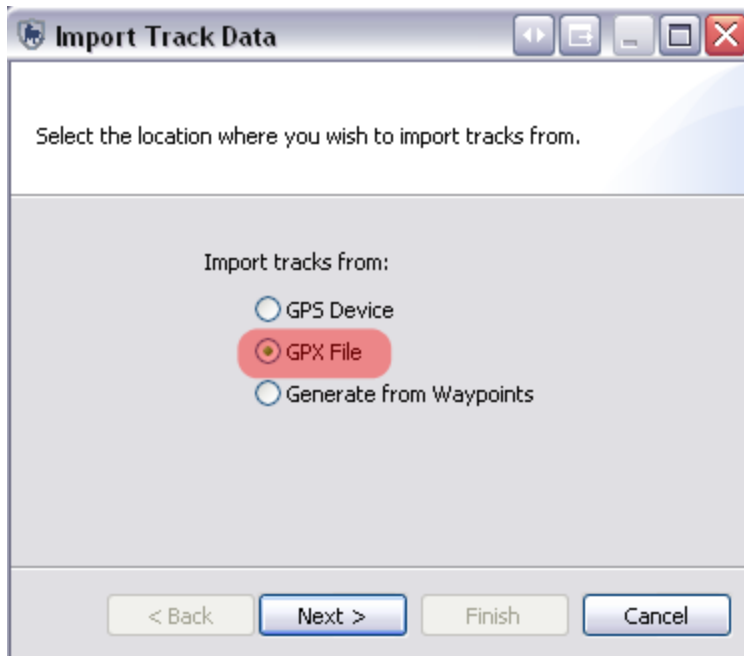 Import Track Data
Select the location where you wish to import tracks from.
Import tracks from:
GPS Device
GPX File
Generate from Waypoints
< Back Next > Finish Cancel